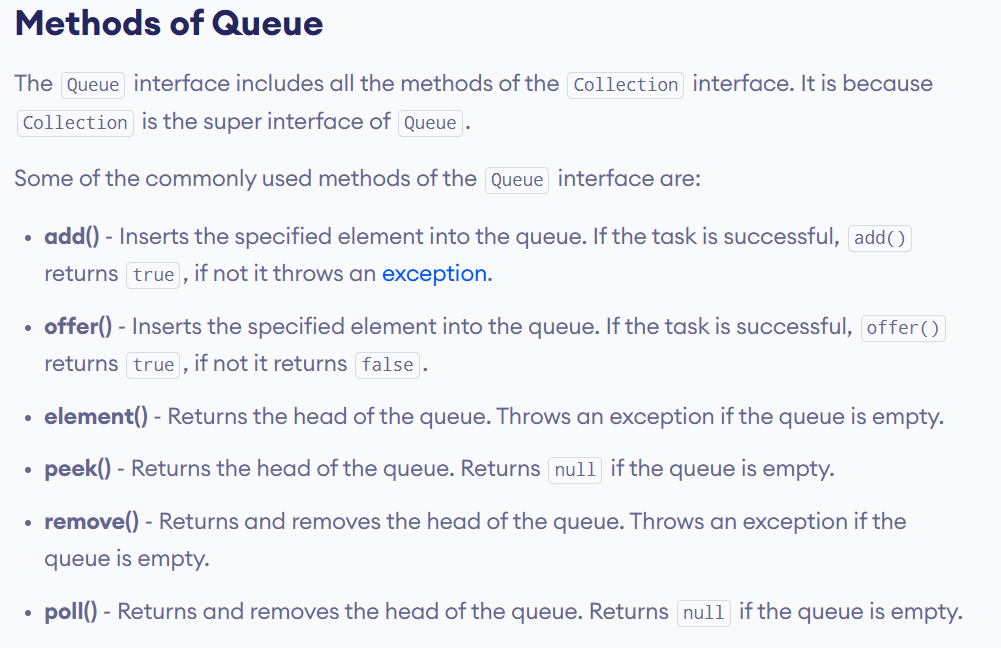 Methods of Queue
The Queue interface includes all the methods of the Collection interface. It is because
Collection is the super interface of Queue.
Some of the commonly used methods of the Queue interface are:
• add() - Inserts the specified element into the queue. If the task is successful, add()
returns true, if not it throws an exception.
• offer() - Inserts the specified element into the queue. If the task is successful, offer()
returns true, if not it returns false.
• element() - Returns the head of the queue. Throws an exception if the queue is empty.
• peek() - Returns the head of the queue. Returns null if the queue is empty.
• remove() - Returns and removes the head of the queue. Throws an exception if the
queue is empty.
• poll() - Returns and removes the head of the queue. Returns null if the queue is empty.